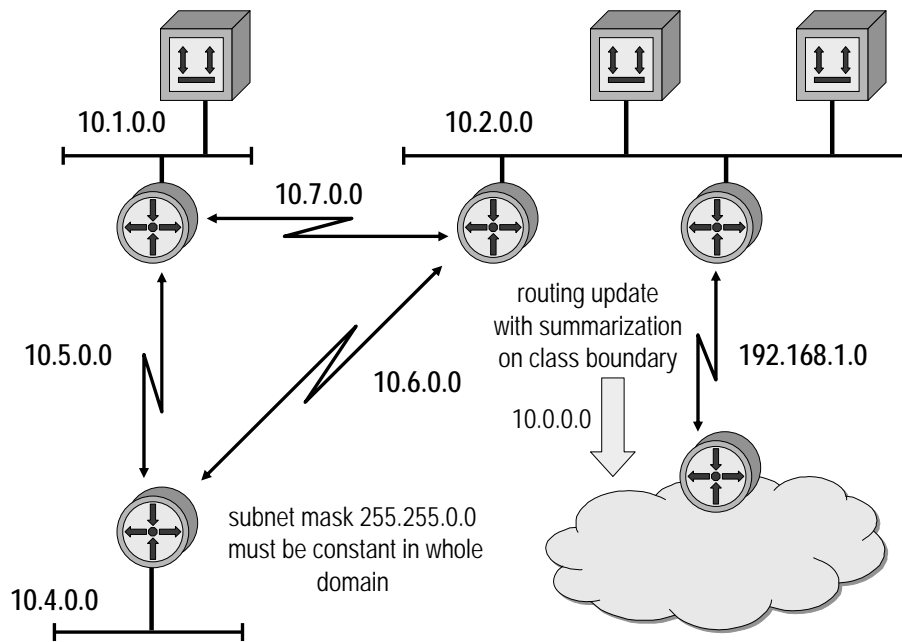 10.1.0.0
10.2.0.0
10.7.0.0
routing update
with summarization
on class boundary
10.5.0.0
10.6.0.0
192.168.1.0
10.0.0.0
subnet mask 255.255.0.0
must be constant in whole
domain
10.4.0.0